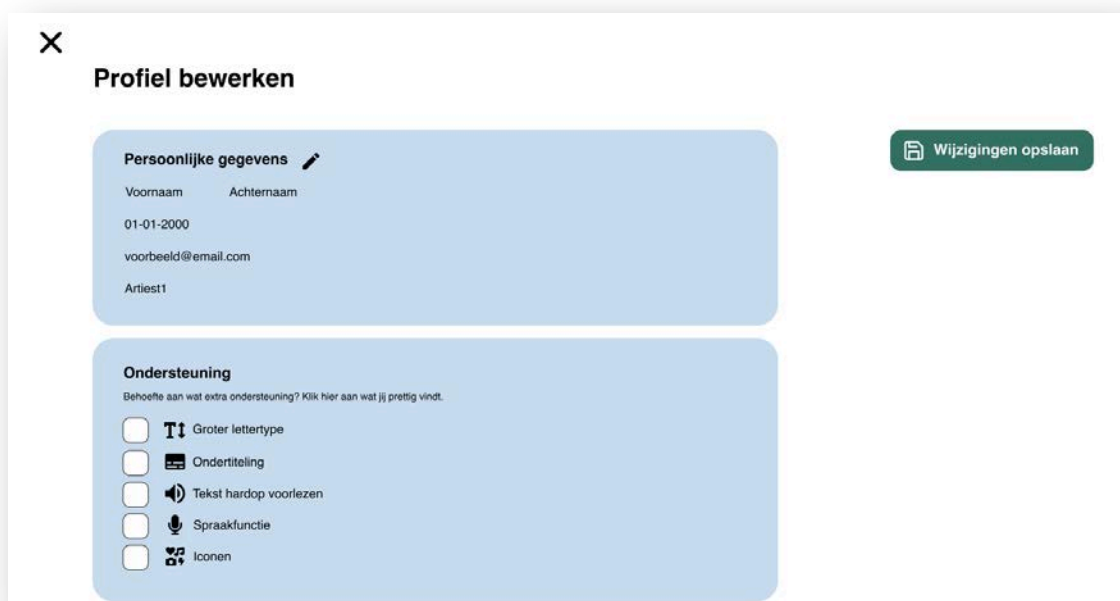 Profiel bewerken
Persoonlijke gegevens
Voornaam Achternaam
01-01-2000
voorbeeld@email.com
Artiest1
Wijzigingen opslaan
Ondersteuning
Behoefte aan wat extra ondersteuning? Klik hier aan wat jij prettig vindt.
Groter lettertype
Ondertiteling
Tekst hardop voorlezen
Spraakfunctie
Iconen